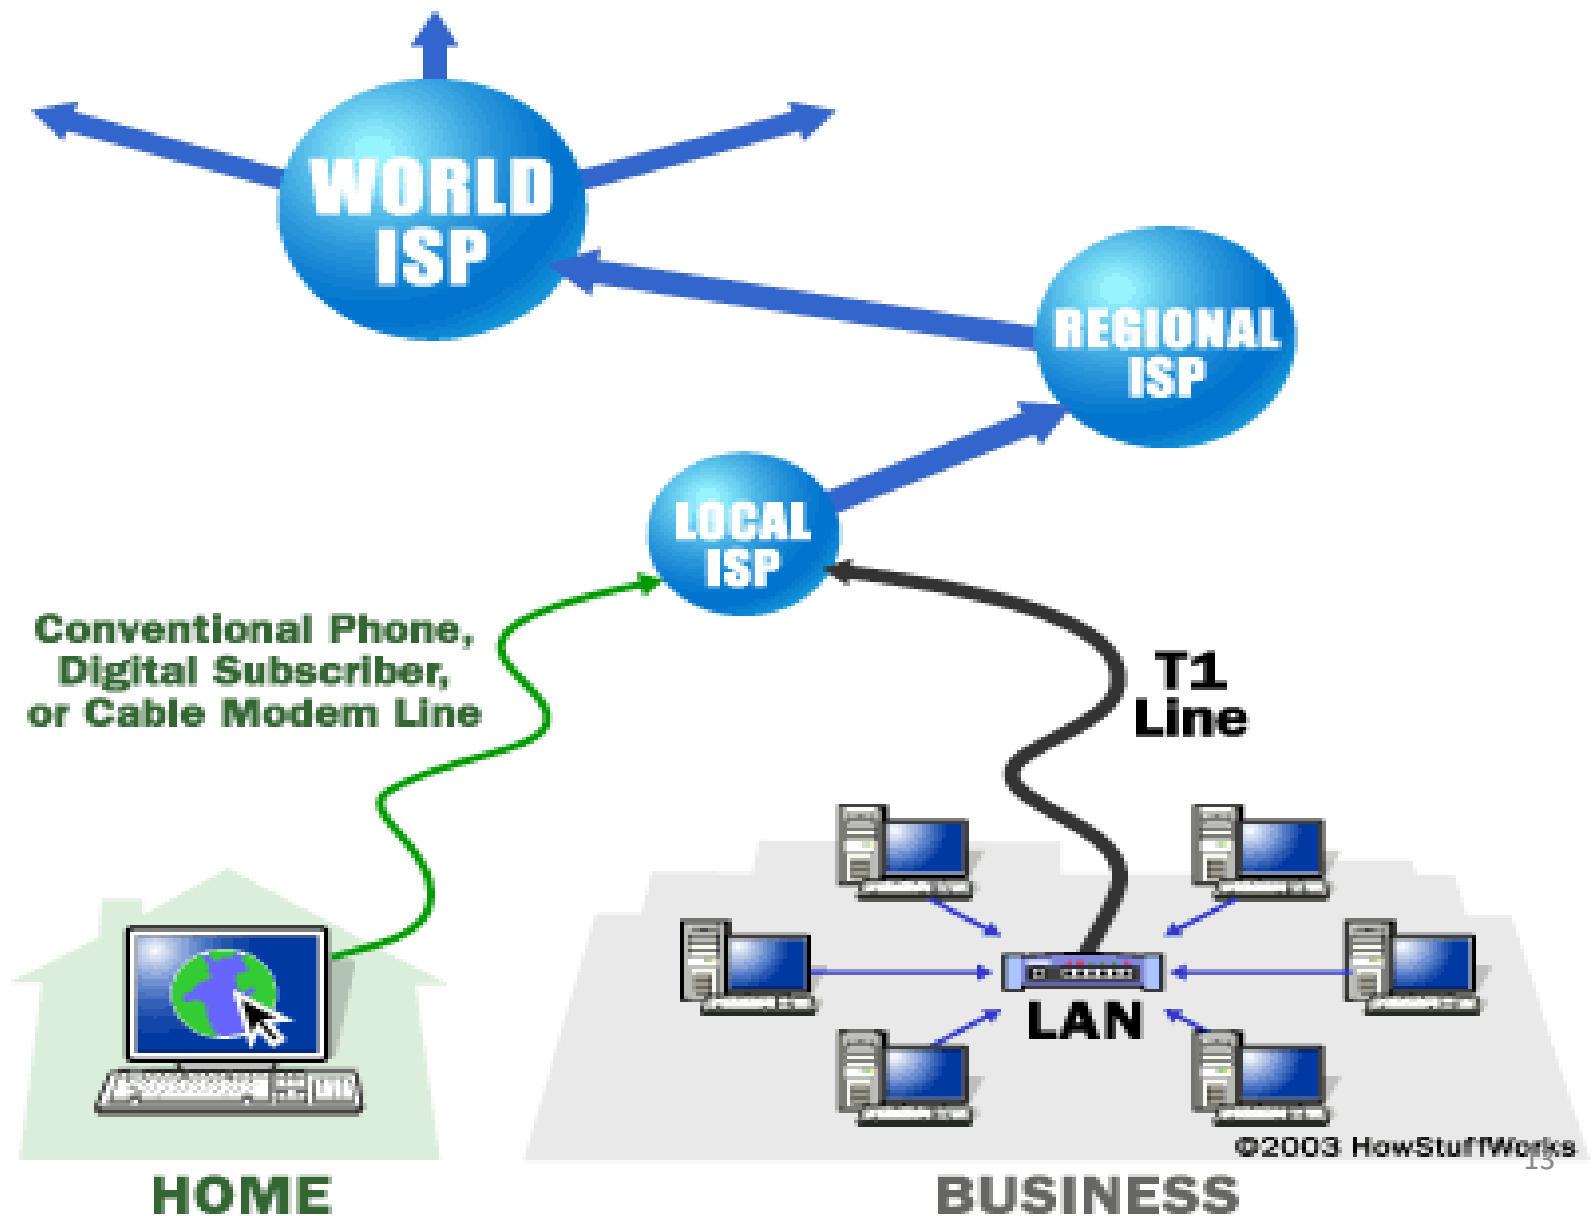 WORLD
ISP
REGIONAL
ISP
LOCAL
ISP
Conventional Phone,
Digital Subscriber,
or Cable Modem Line
T1
Line
LAN
©2003 HowStuffWorks
13
HOME
BUSINESS